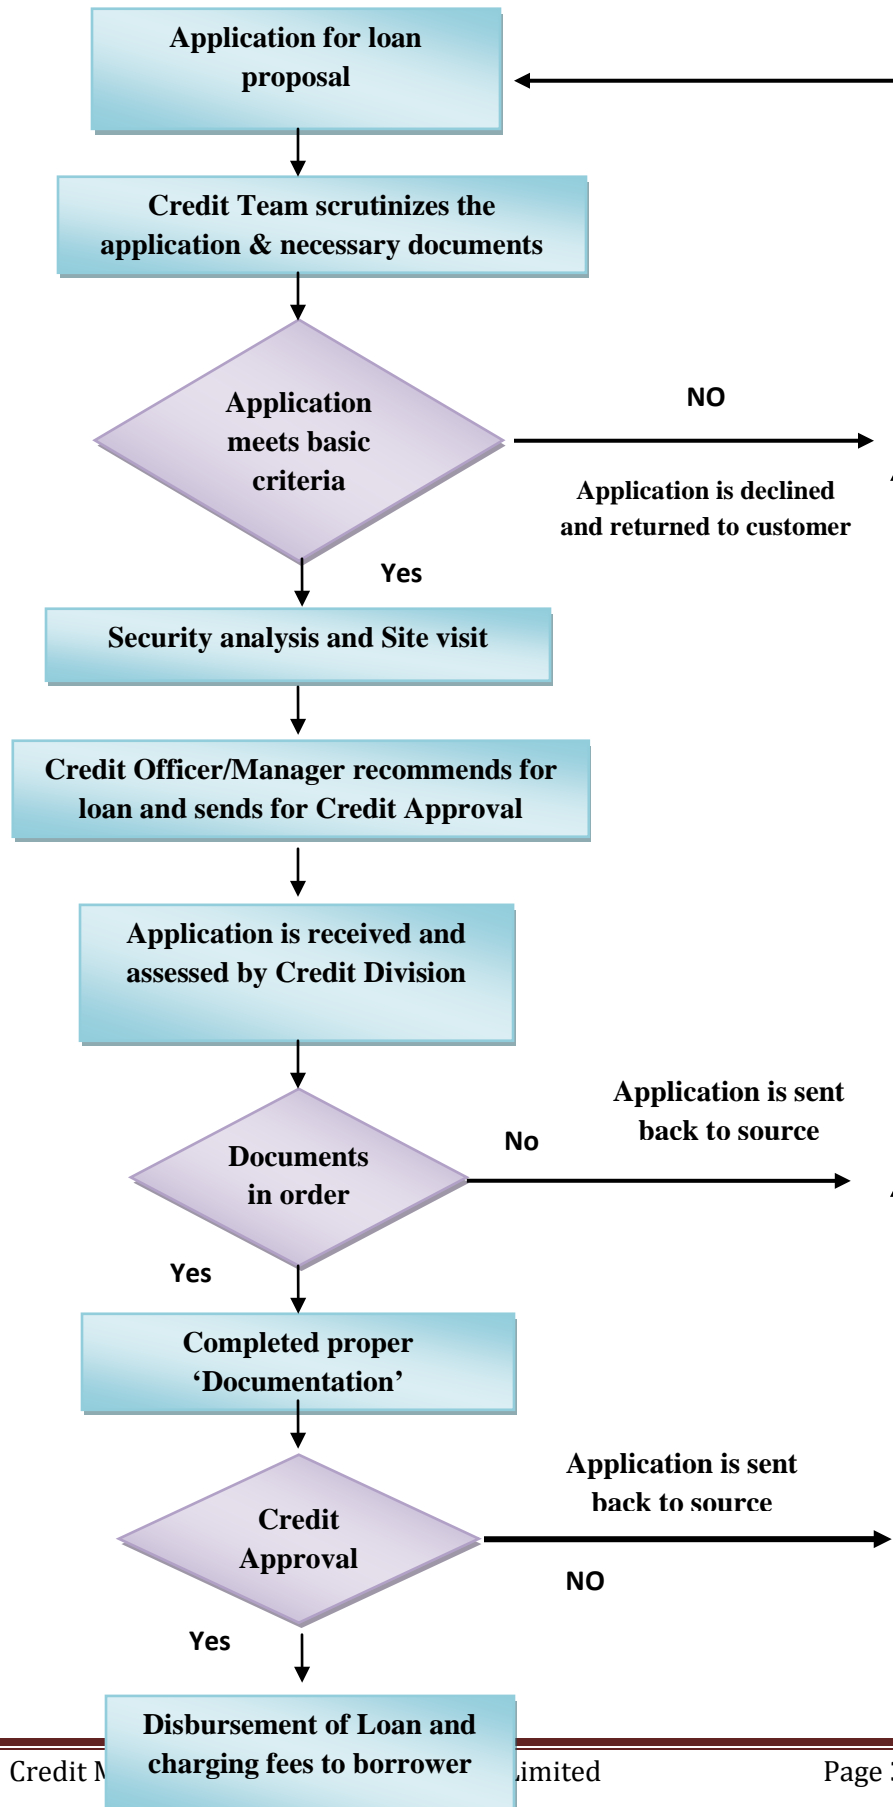 Application for loan
proposal
Credit Team scrutinizes the
application & necessary documents
Application
meets basic
criteria
NO
Application is declined
and returned to customer
Yes
Security analysis and Site visit
Credit Officer/Manager recommends for
loan and sends for Credit Approval
Application is received and
assessed by Credit Division
Application is sent
back to source
Documents
in order
No
Yes
Completed proper
‘Documentation’
Application is sent
back to source
Credit
Approval
NO
Yes
Disbursement of Loan and
charging fees to borrower
Credit
Limited
Page